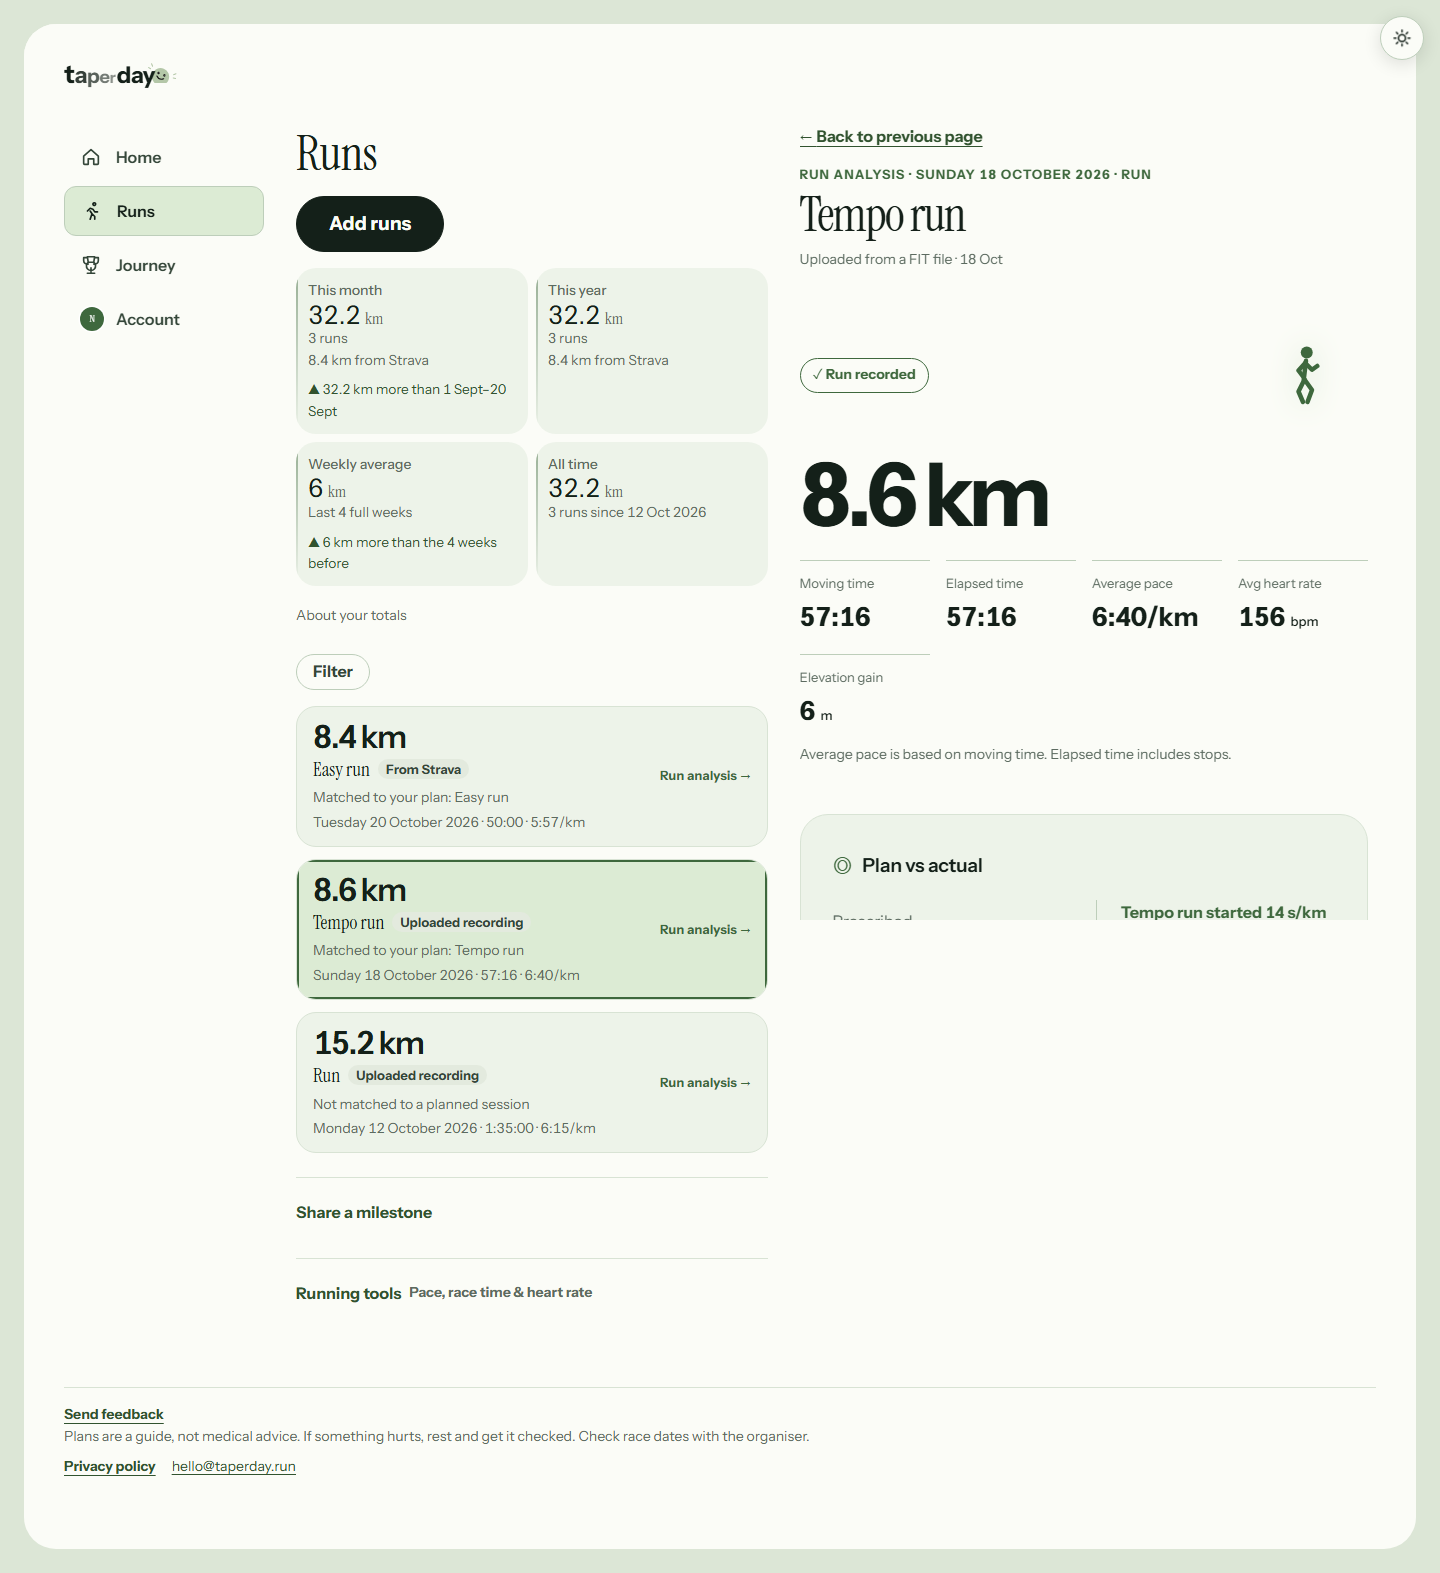 taperday
Home
Runs
Journey
N
Account
Runs
Add runs
This month
32.2 km
3 runs
8.4 km from Strava
▲ 32.2 km more than 1 Sept–20
Sept
This year
32.2 km
3 runs
8.4 km from Strava
Weekly average
6 km
Last 4 full weeks
▲ 6 km more than the 4 weeks
before
All time
32.2 km
3 runs since 12 Oct 2026
About your totals
Filter
8.4 km
Easy run From Strava
Run analysis →
Matched to your plan: Easy run
Tuesday 20 October 2026 · 50:00 · 5:57/km
8.6 km
Tempo run Uploaded recording
Run analysis →
Matched to your plan: Tempo run
Sunday 18 October 2026 · 57:16 · 6:40/km
15.2 km
Run Uploaded recording
Run analysis →
Not matched to a planned session
Monday 12 October 2026 · 1:35:00 · 6:15/km
Share a milestone
Running tools Pace, race time & heart rate
← Back to previous page
RUN ANALYSIS · SUNDAY 18 OCTOBER 2026 · RUN
Tempo run
Uploaded from a FIT file · 18 Oct
✓ Run recorded
8.6 km
Moving time
57:16
Elapsed time
57:16
Average pace
6:40/km
Avg heart rate
156 bpm
Elevation gain
6 m
Average pace is based on moving time. Elapsed time includes stops.
Plan vs actual
Prescribed
Tempo run started 14 s/km
Send feedback
Plans are a guide, not medical advice. If something hurts, rest and get it checked. Check race dates with the organiser.
Privacy policy hello@taperday.run